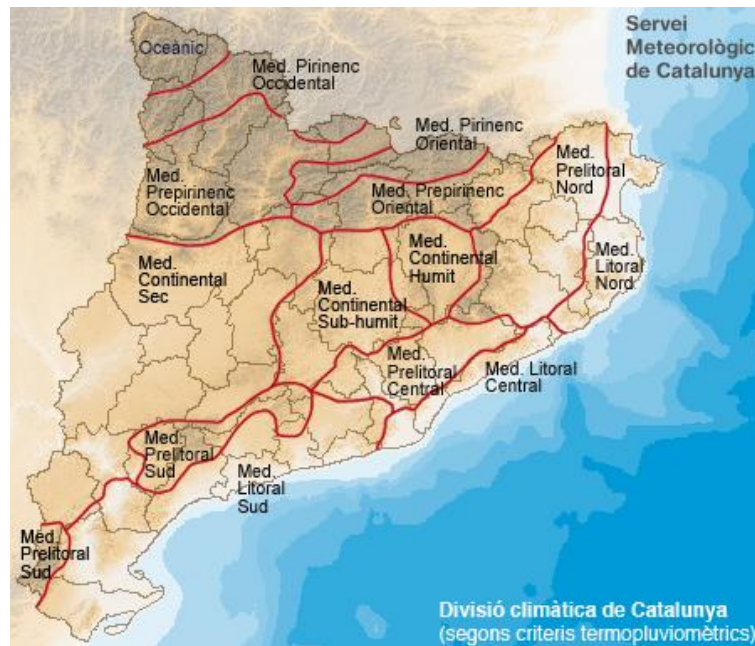 Servei
Meteorològic
de Catalunya
Oceànic
Med. Pirinenc
Occidental
Med. Pirinenc
Oriental
Med.
Prelitoral
Nord
Med.
Prepirinenc
Occidental
Med. Prepirinenc
Oriental
Med.
Continental
Humit
Med.
Litoral
Nord
Med.
Continental
Sec
Med.
Continental
Sub-humit
Med.
Prelitoral
Central
Med. Litoral
Central
Med.
Prelitoral
Sud
Med.
Litoral
Sud
Med.
Prelitoral
Sud
Divisió climàtica de Catalunya
(segons criteris termopluviomètrics)